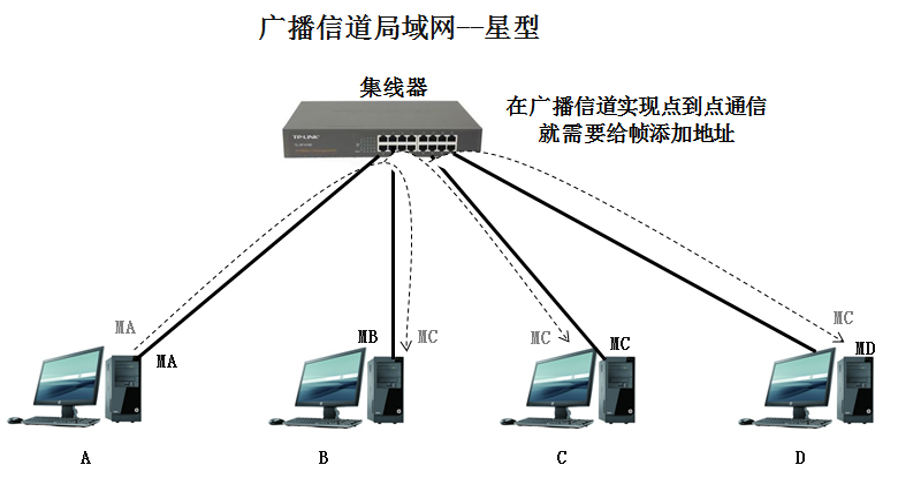 广播信道局域网--星型
集线器
在广播信道实现点到点通信
就需要给帧添加地址
TP-LINK
MA
MA
MB
MC
MC
MC
MC
MD
A
B
C
D